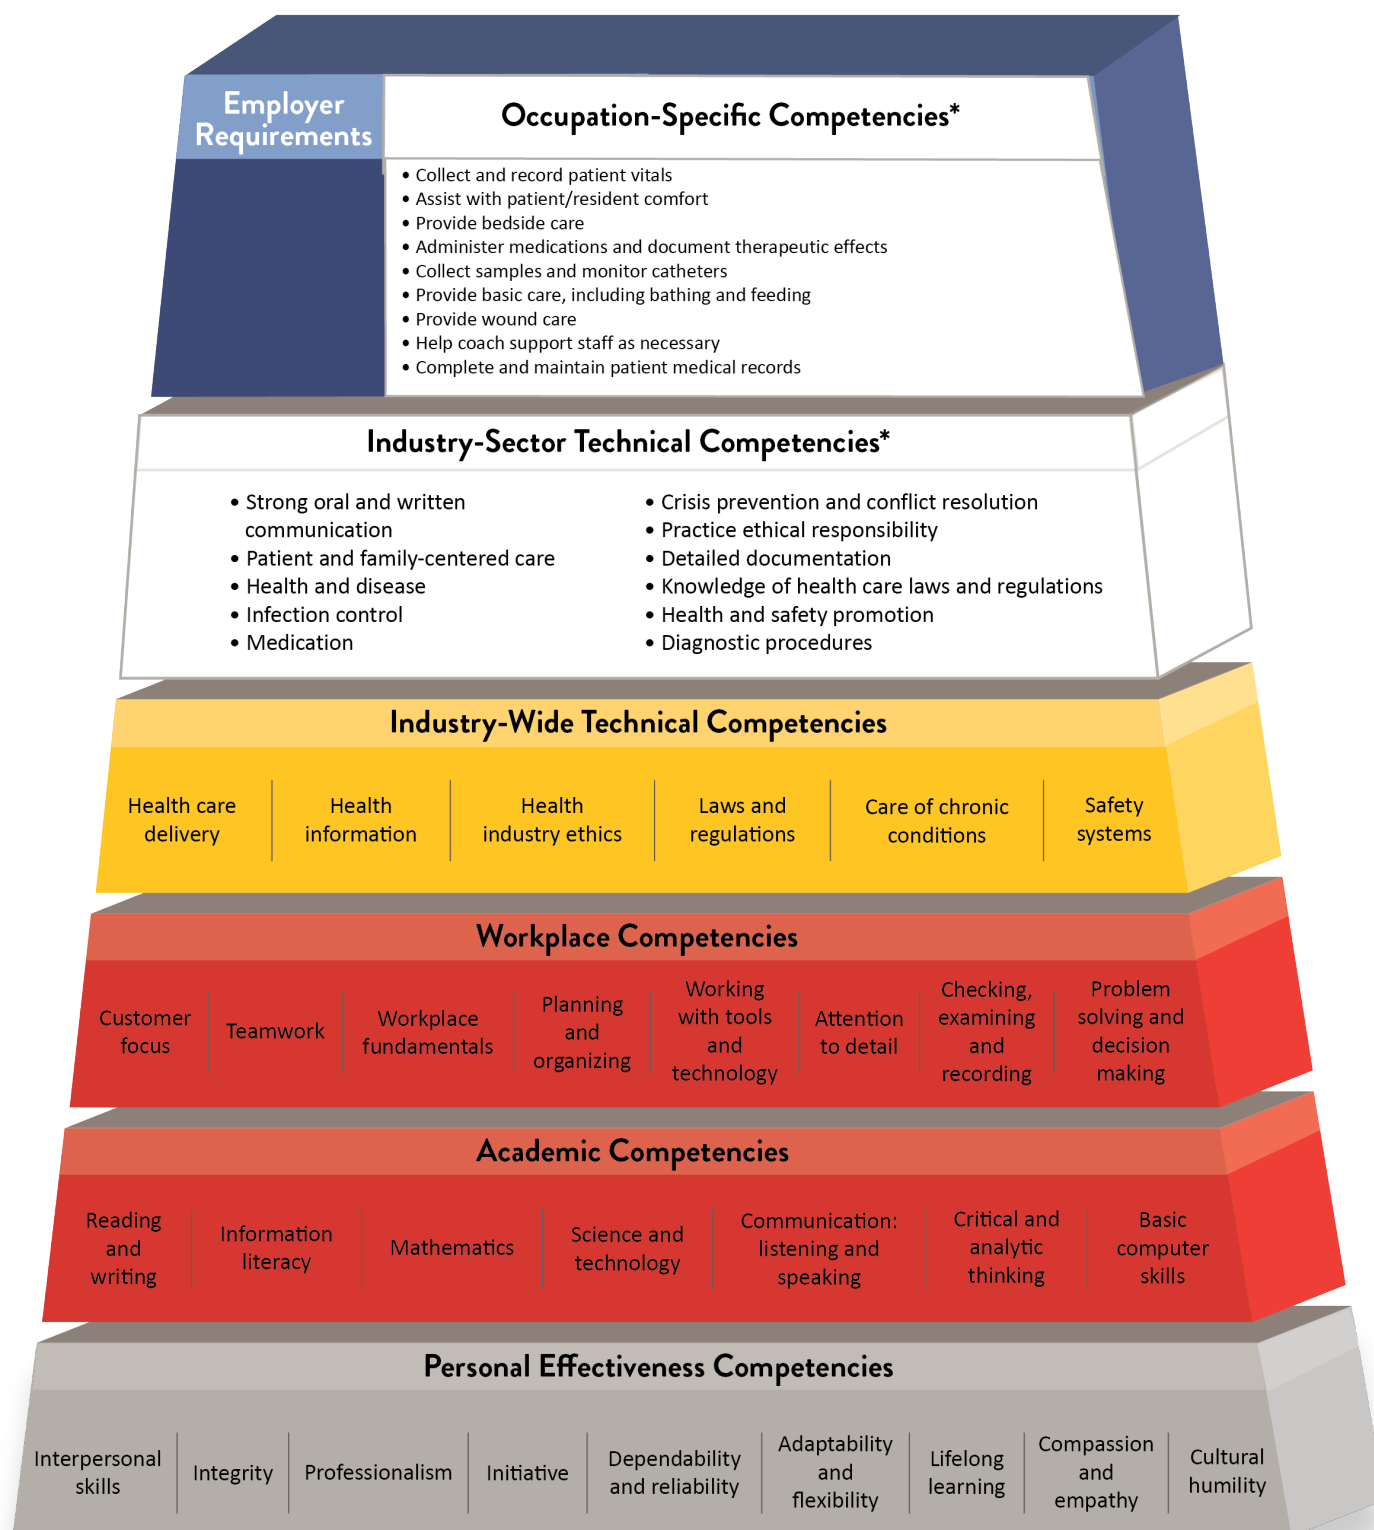 Employer
Requirements
Occupation-Specific Competencies*
• Collect and record patient vitals
• Assist with patient/resident comfort
• Provide bedside care
• Administer medications and document therapeutic effects
• Collect samples and monitor catheters
• Provide basic care, including bathing and feeding
• Provide wound care
• Help coach support staff as necessary
• Complete and maintain patient medical records
Industry-Sector Technical Competencies*
• Strong oral and written
communication
• Patient and family-centered care
• Health and disease
• Infection control
• Medication
• Crisis prevention and conflict resolution
• Practice ethical responsibility
• Detailed documentation
• Knowledge of health care laws and regulations
• Health and safety promotion
• Diagnostic procedures
Industry-Wide Technical Competencies
Health care
delivery
Health
information
Health
industry ethics
Laws and
regulations
Care of chronic
conditions
Safety
systems
Workplace Competencies
Customer
focus
Teamwork
Workplace
fundamentals
Planning
and
organizing
Working
with tools
and
technology
Attention
to detail
Checking,
examining
and
recording
Problem
solving and
decision
making
Academic Competencies
Reading
and
writing
Information
literacy
Mathematics
Science and
technology
Communication:
listening and
speaking
Critical and
analytic
thinking
Basic
computer
skills
Personal Effectiveness Competencies
Interpersonal
skills
Integrity
Professionalism
Initiative
Dependability
and reliability
Adaptability
and
flexibility
Lifelong
learning
Compassion
and
empathy
Cultural
humility